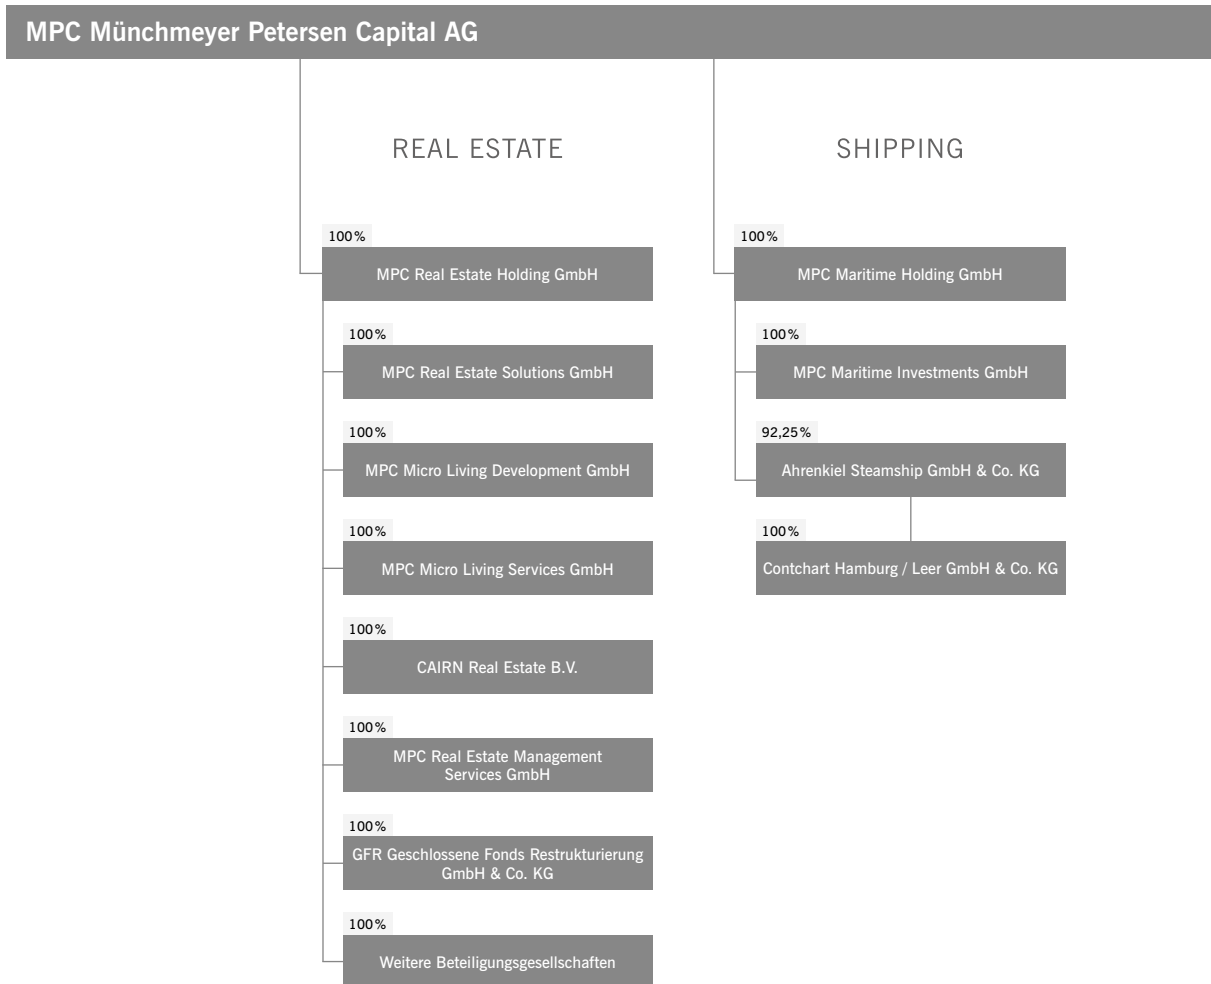 MPC Münchmeyer Petersen Capital AG
REAL ESTATE
100%
MPC Real Estate Holding GmbH
100%
MPC Real Estate Solutions GmbH
100%
MPC Micro Living Development GmbH
100%
MPC Micro Living Services GmbH
100%
CAIRN Real Estate B.V.
100%
MPC Real Estate Management
Services GmbH
100%
GFR Geschlossene Fonds Restrukturierung
GmbH & Co. KG
100%
Weitere Beteiligungsgesellschaften
SHIPPING
100%
MPC Maritime Holding GmbH
100%
MPC Maritime Investments GmbH
92,25%
Ahrenkiel Steamship GmbH & Co. KG
100%
Contchart Hamburg / Leer GmbH & Co. KG